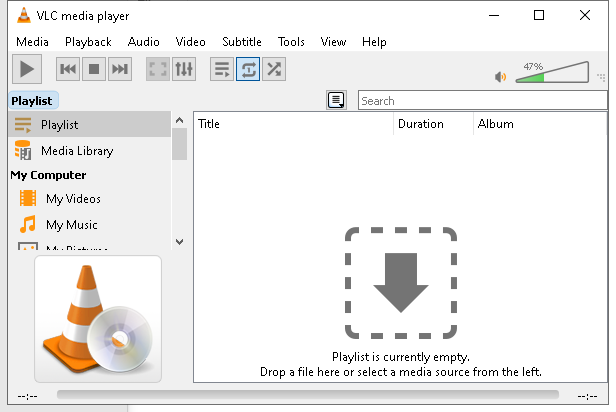 VLC media player
Media Playback Audio Video Subtitle Tools View Help
47%
Playlist
Search
Playlist
Title Duration Album
Media Library
My Computer
My Videos
My Music
My Pictures
Playlist is currently empty.
Drop a file here or select a media source from the left.
--:-- --:--